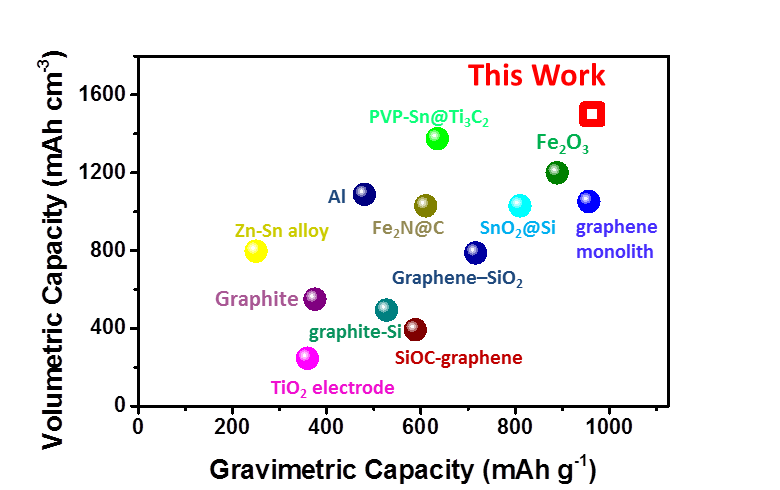 This Work
1600
PVP-Sn@Ti₃C₂
Fe₂O₃
1200
Al
Fe₂N@C
SnO₂@Si
graphene
monolith
Zn-Sn alloy
800
Graphene–SiO₂
Graphite
400
graphite-Si
SiOC-graphene
TiO₂ electrode
0
0 200 400 600 800 1000
Volumetric Capacity (mAh cm⁻³)
Gravimetric Capacity (mAh g⁻¹)